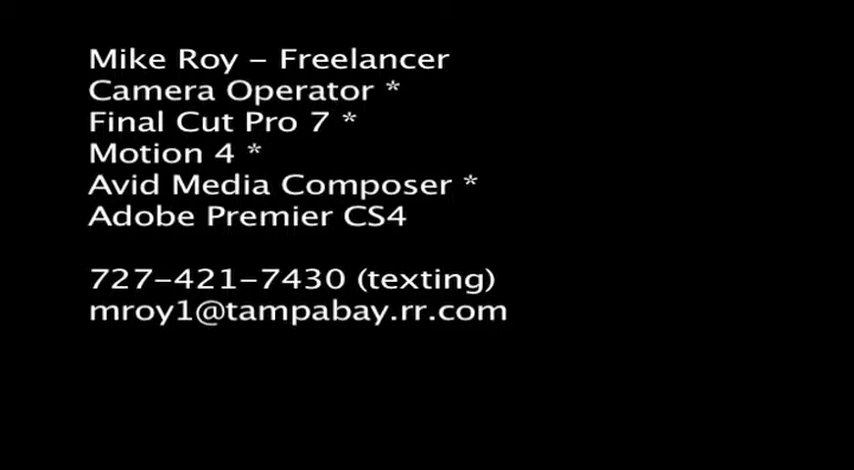 Mike Roy – Freelancer
Camera Operator *
Final Cut Pro 7 *
Motion 4 *
Avid Media Composer *
Adobe Premier CS4
727–421–7430 (texting)
mroy1@tampabay.rr.com